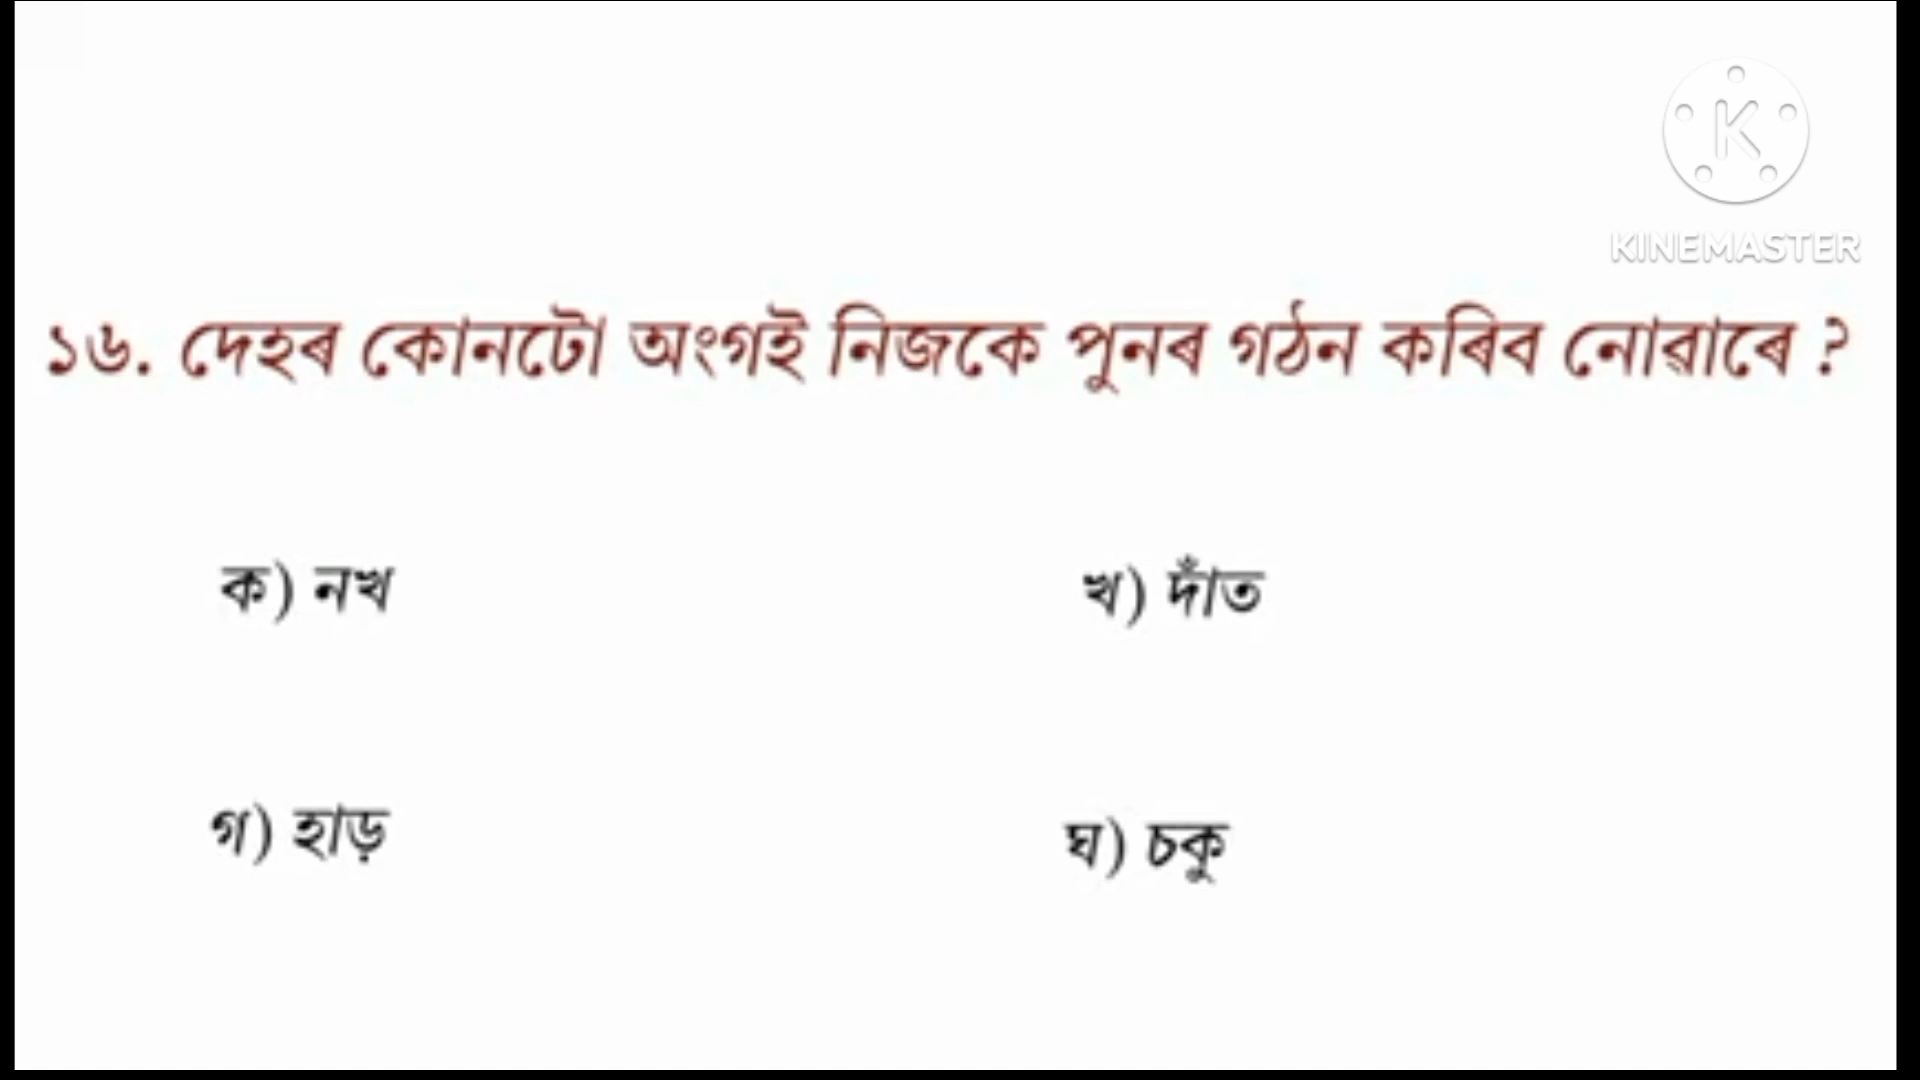 KINEMASTER
১৬. দেহৰ কোনটো অংগই নিজকে পুনৰ গঠন কৰিব নোৱাৰে ?
ক) নখ
খ) দাঁত
গ) হাড়
ঘ) চকু